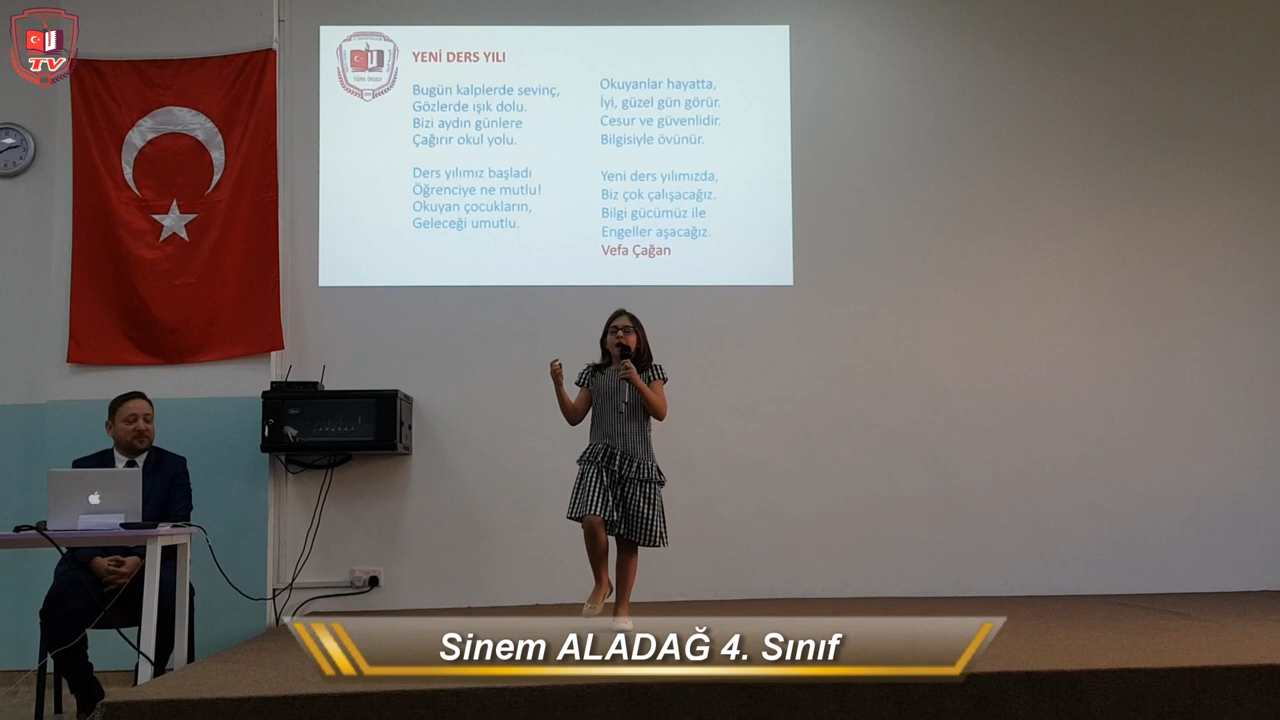 TV
YENİ DERS YILI
Bugün kalplerde sevinç,
Gözlerde ışık dolu.
Bizi aydın günlere
Çağırır okul yolu.
Ders yılımız başladı
Öğrenciye ne mutlu!
Okuyan çocukların,
Geleceği umutlu.
Okuyanlar hayatta,
İyi, güzel gün görür.
Cesur ve güvenlidir.
Bilgisiyle övünür.
Yeni ders yılımızda,
Biz çok çalışacağız.
Bilgi gücümüz ile
Engeller aşacağız.
Vefa Çağan
Sinem ALADAĞ 4. Sınıf